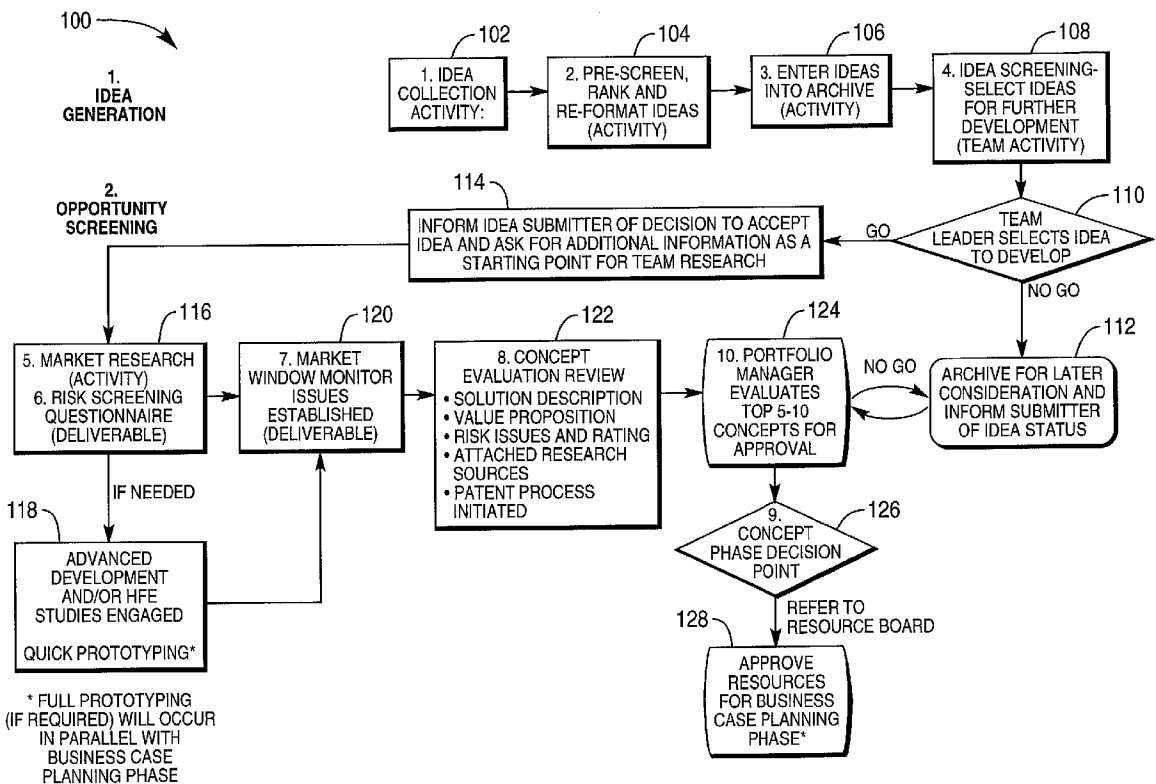 100
1.
IDEA
GENERATION
102
1. IDEA
COLLECTION
ACTIVITY:
104
2. PRE-SCREEN,
RANK AND
RE-FORMAT IDEAS
(ACTIVITY)
106
3. ENTER IDEAS
INTO ARCHIVE
(ACTIVITY)
108
4. IDEA SCREENING-
SELECT IDEAS
FOR FURTHER
DEVELOPMENT
(TEAM ACTIVITY)
2.
OPPORTUNITY
SCREENING
114
INFORM IDEA SUBMITTER OF DECISION TO ACCEPT
IDEA AND ASK FOR ADDITIONAL INFORMATION AS A
STARTING POINT FOR TEAM RESEARCH
GO
110
TEAM
LEADER SELECTS IDEA
TO DEVELOP
NO GO
116
5. MARKET RESEARCH
(ACTIVITY)
6. RISK SCREENING
QUESTIONNAIRE
(DELIVERABLE)
120
7. MARKET
WINDOW MONITOR
ISSUES
ESTABLISHED
(DELIVERABLE)
122
8. CONCEPT
EVALUATION REVIEW
• SOLUTION DESCRIPTION
• VALUE PROPOSITION
• RISK ISSUES AND RATING
• ATTACHED RESEARCH
SOURCES
• PATENT PROCESS
INITIATED
124
10. PORTFOLIO
MANAGER
EVALUATES
TOP 5-10
CONCEPTS FOR
APPROVAL
NO GO
112
ARCHIVE FOR LATER
CONSIDERATION AND
INFORM SUBMITTER
OF IDEA STATUS
IF NEEDED
118
ADVANCED
DEVELOPMENT
AND/OR HFE
STUDIES ENGAGED
QUICK PROTOTYPING*
126
9.
CONCEPT
PHASE DECISION
POINT
REFER TO
RESOURCE BOARD
128
APPROVE
RESOURCES
FOR BUSINESS
CASE PLANNING
PHASE*
* FULL PROTOTYPING
(IF REQUIRED) WILL OCCUR
IN PARALLEL WITH
BUSINESS CASE
PLANNING PHASE